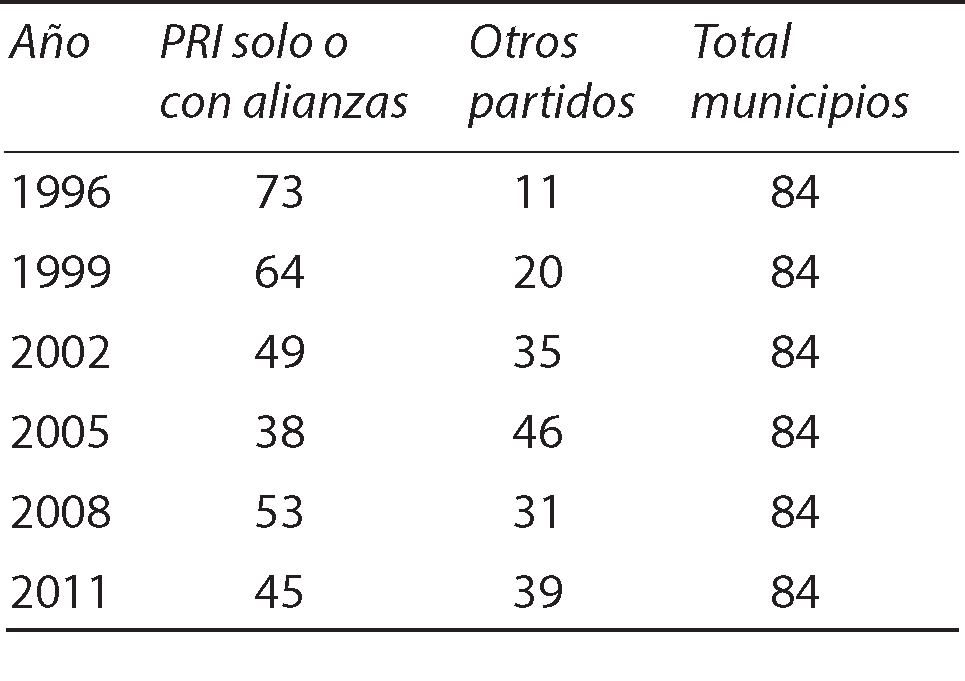 Año PRI solo o con alianzas Otros partidos Total municipios
1996 73 11 84
1999 64 20 84
2002 49 35 84
2005 38 46 84
2008 53 31 84
2011 45 39 84